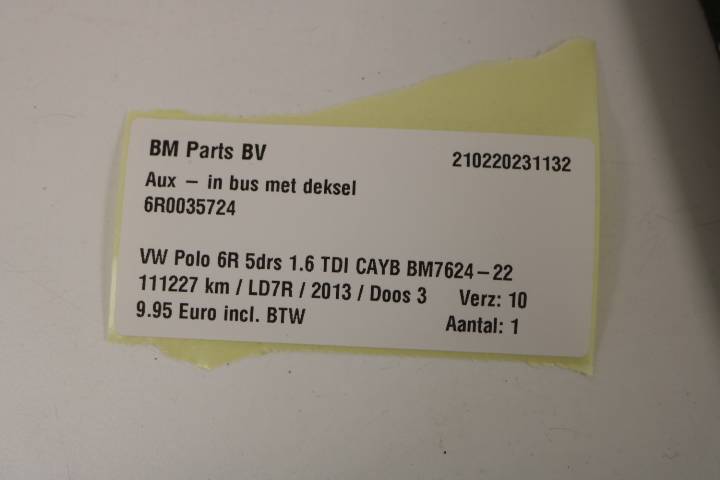 BM Parts BV 210220231132
Aux – in bus met deksel
6R0035724
VW Polo 6R 5drs 1.6 TDI CAYB BM7624–22
111227 km / LD7R / 2013 / Doos 3 Verz: 10
9.95 Euro incl. BTW Aantal: 1